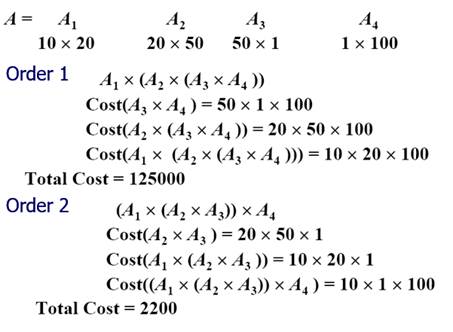 A = A₁ A₂ A₃ A₄
10 × 20 20 × 50 50 × 1 1 × 100
Order 1 A₁ × (A₂ × (A₃ × A₄))
Cost(A₃ × A₄) = 50 × 1 × 100
Cost(A₂ × (A₃ × A₄)) = 20 × 50 × 100
Cost(A₁ × (A₂ × (A₃ × A₄))) = 10 × 20 × 100
Total Cost = 125000
Order 2 (A₁ × (A₂ × A₃)) × A₄
Cost(A₂ × A₃) = 20 × 50 × 1
Cost(A₁ × (A₂ × A₃)) = 10 × 20 × 1
Cost((A₁ × (A₂ × A₃)) × A₄) = 10 × 1 × 100
Total Cost = 2200